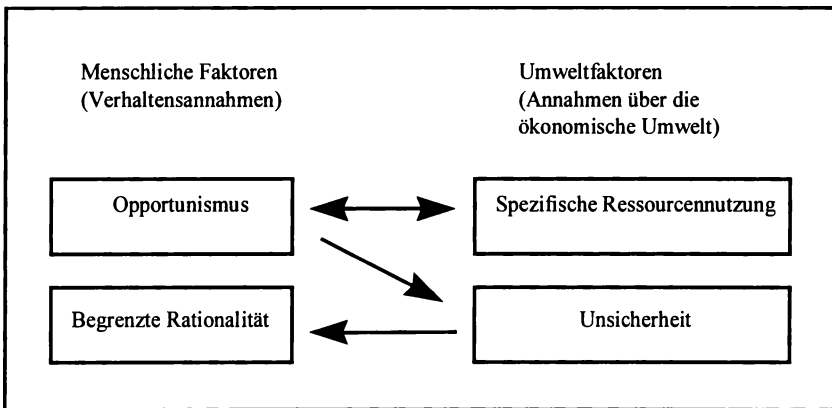 Menschliche Faktoren
(Verhaltensannahmen)
Umweltfaktoren
(Annahmen über die
ökonomische Umwelt)
Opportunismus
Spezifische Ressourcennutzung
Begrenzte Rationalität
Unsicherheit